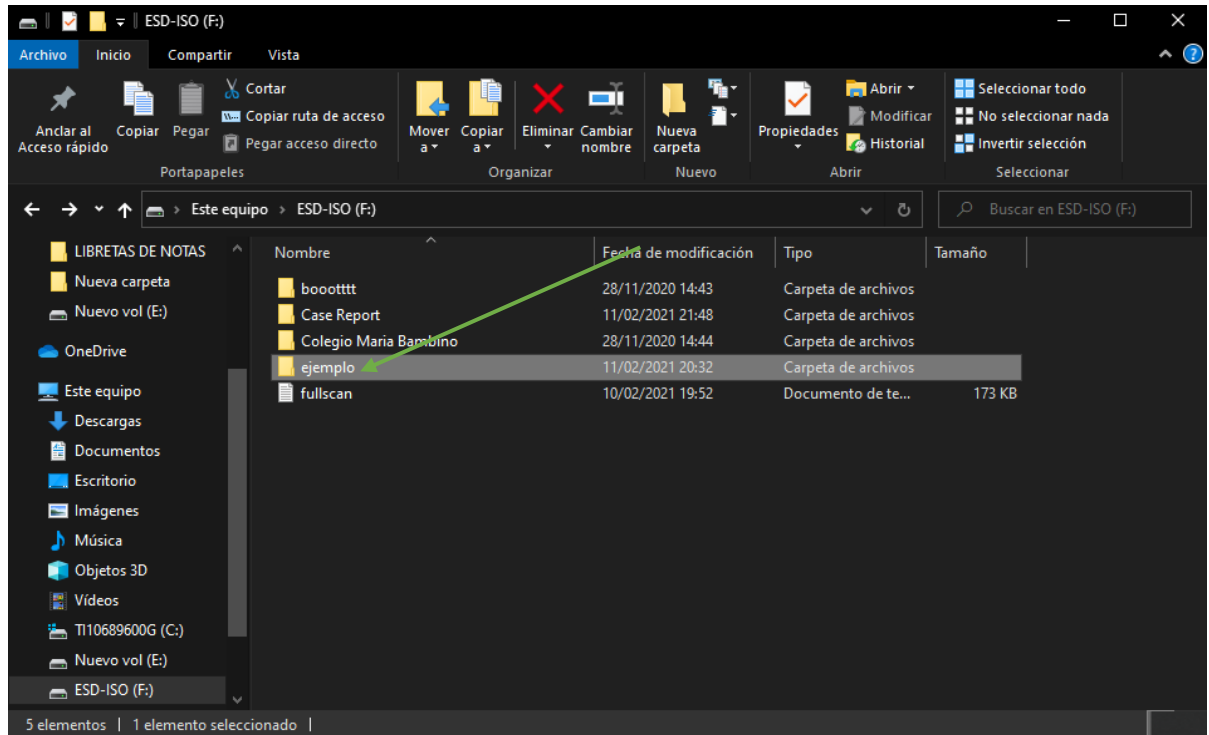 ESD-ISO (F:)
Archivo Inicio Compartir Vista
Anclar al Acceso rápido
Copiar
Pegar
Cortar
Copiar ruta de acceso
Pegar acceso directo
Mover a
Copiar a
Eliminar
Cambiar nombre
Nueva carpeta
Propiedades
Abrir
Modificar
Historial
Seleccionar todo
No seleccionar nada
Invertir selección
Portapapeles Organizar Nuevo Abrir Seleccionar
Este equipo > ESD-ISO (F:)
Buscar en ESD-ISO (F:)
LIBRETAS DE NOTAS
Nueva carpeta
Nuevo vol (E:)
OneDrive
Este equipo
Descargas
Documentos
Escritorio
Imágenes
Música
Objetos 3D
Vídeos
TI10689600G (C:)
Nuevo vol (E:)
ESD-ISO (F:)
Nombre Fecha de modificación Tipo Tamaño
boootttt 28/11/2020 14:43 Carpeta de archivos
Case Report 11/02/2021 21:48 Carpeta de archivos
Colegio Maria Bambino 28/11/2020 14:44 Carpeta de archivos
ejemplo 11/02/2021 20:32 Carpeta de archivos
fullscan 10/02/2021 19:52 Documento de te... 173 KB
5 elementos | 1 elemento seleccionado |